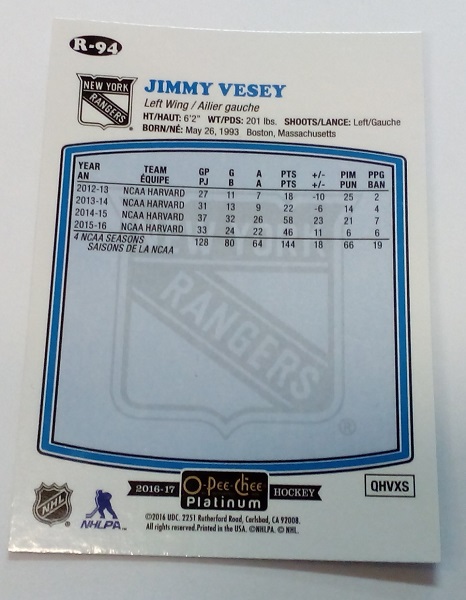 R-94
NEW YORK
RANGERS
JIMMY VESEY
Left Wing / Ailier gauche
HT/HAUT: 6'2" WT/PDS: 201 lbs. SHOOTS/LANCE: Left/Gauche
BORN/NÉ: May 26, 1993 Boston, Massachusetts
YEAR TEAM GP G A PTS +/- PIM PPG
AN ÉQUIPE PJ B A PTS +/- PUN BAN
2012-13 NCAA HARVARD 27 11 7 18 -10 25 2
2013-14 NCAA HARVARD 31 13 9 22 -6 14 4
2014-15 NCAA HARVARD 37 32 26 58 23 21 7
2015-16 NCAA HARVARD 33 24 22 46 11 6 6
4 NCAA SEASONS 128 80 64 144 18 66 19
SAISONS DE LA NCAA
NEW YORK
RANGERS
®
QHVXS
2016-17 O-Pee-Chee HOCKEY
Platinum
NHL
NHLPA
©2016 UDC. 2251 Rutherford Road, Carlsbad, CA 92008.
All rights reserved. Printed in the USA. ©NHLPA. © NHL.